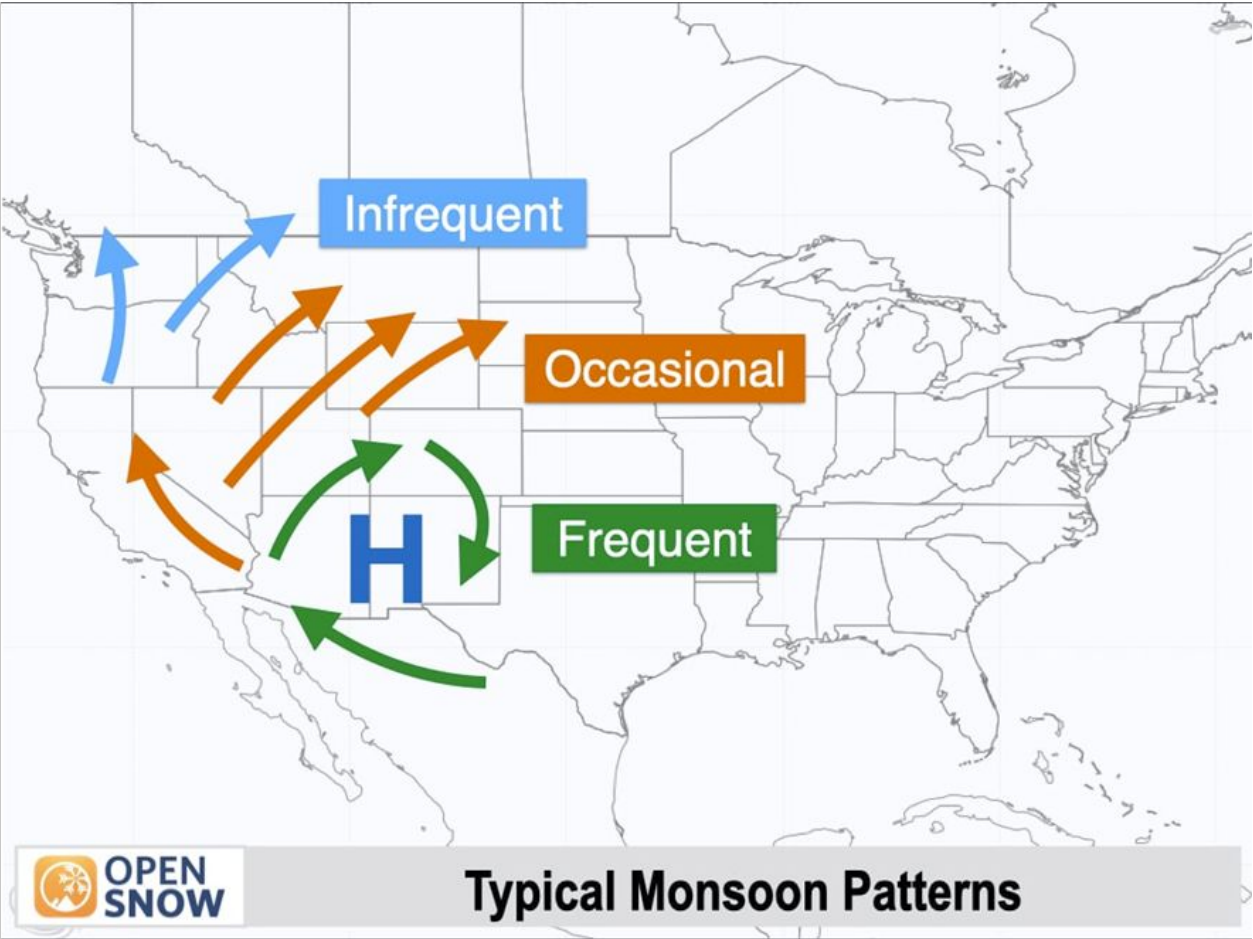 Infrequent
Occasional
Frequent
H
OPEN
SNOW
Typical Monsoon Patterns